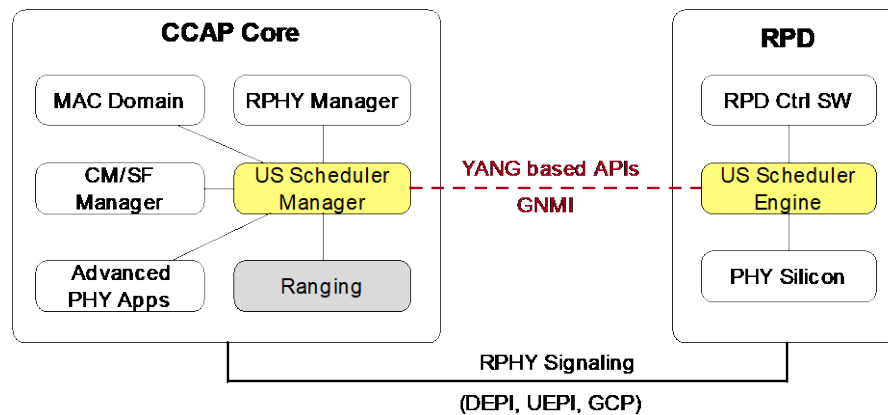 CCAP Core
RPD
MAC Domain
RPHY Manager
RPD Ctrl SW
CM/SF
Manager
US Scheduler
Manager
YANG based APIs
GNMI
US Scheduler
Engine
Advanced
PHY Apps
Ranging
PHY Silicon
RPHY Signaling
(DEPI, UEPI, GCP)